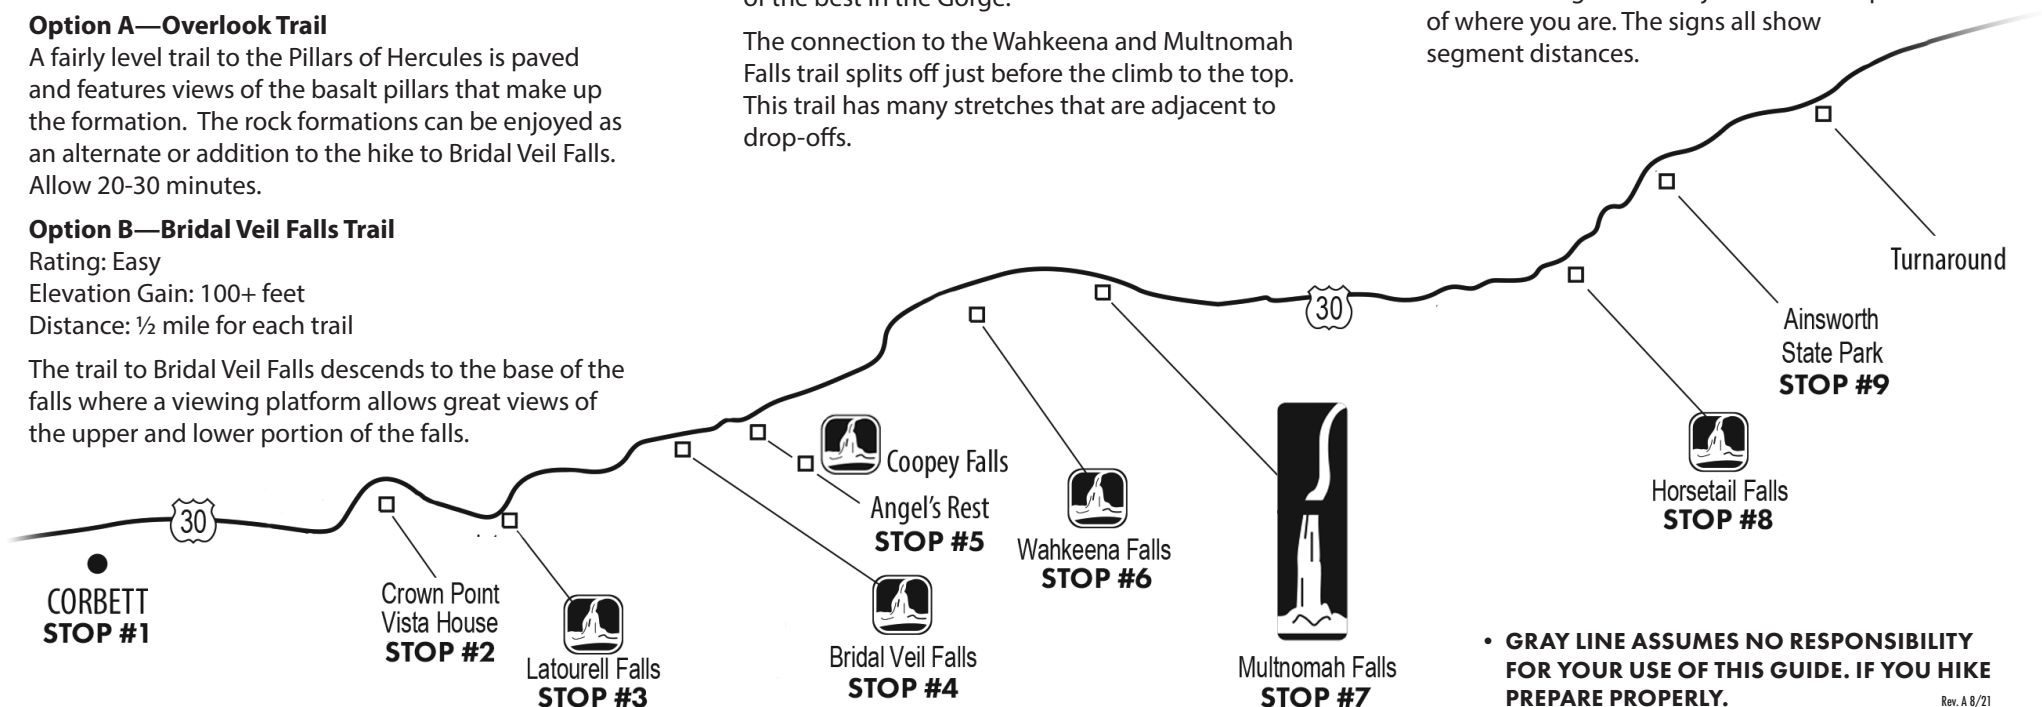 Option A—Overlook Trail
A fairly level trail to the Pillars of Hercules is paved
and features views of the basalt pillars that make up
the formation.  The rock formations can be enjoyed as
an alternate or addition to the hike to Bridal Veil Falls.
Allow 20-30 minutes.
Option B—Bridal Veil Falls Trail
Rating: Easy
Elevation Gain: 100+ feet
Distance: ½ mile for each trail
The trail to Bridal Veil Falls descends to the base of the
falls where a viewing platform allows great views of
the upper and lower portion of the falls.
of the best in the Gorge.
The connection to the Wahkeena and Multnomah
Falls trail splits off just before the climb to the top.
This trail has many stretches that are adjacent to
drop-offs.
of where you are. The signs all show
segment distances.
30
CORBETT
STOP #1
Crown Point
Vista House
STOP #2
Latourell Falls
STOP #3
Bridal Veil Falls
STOP #4
Coopey Falls
Angel's Rest
STOP #5
Wahkeena Falls
STOP #6
Multnomah Falls
STOP #7
30
Horsetail Falls
STOP #8
Ainsworth
State Park
STOP #9
Turnaround
• GRAY LINE ASSUMES NO RESPONSIBILITY
FOR YOUR USE OF THIS GUIDE. IF YOU HIKE
PREPARE PROPERLY.
Rev. A 8/21